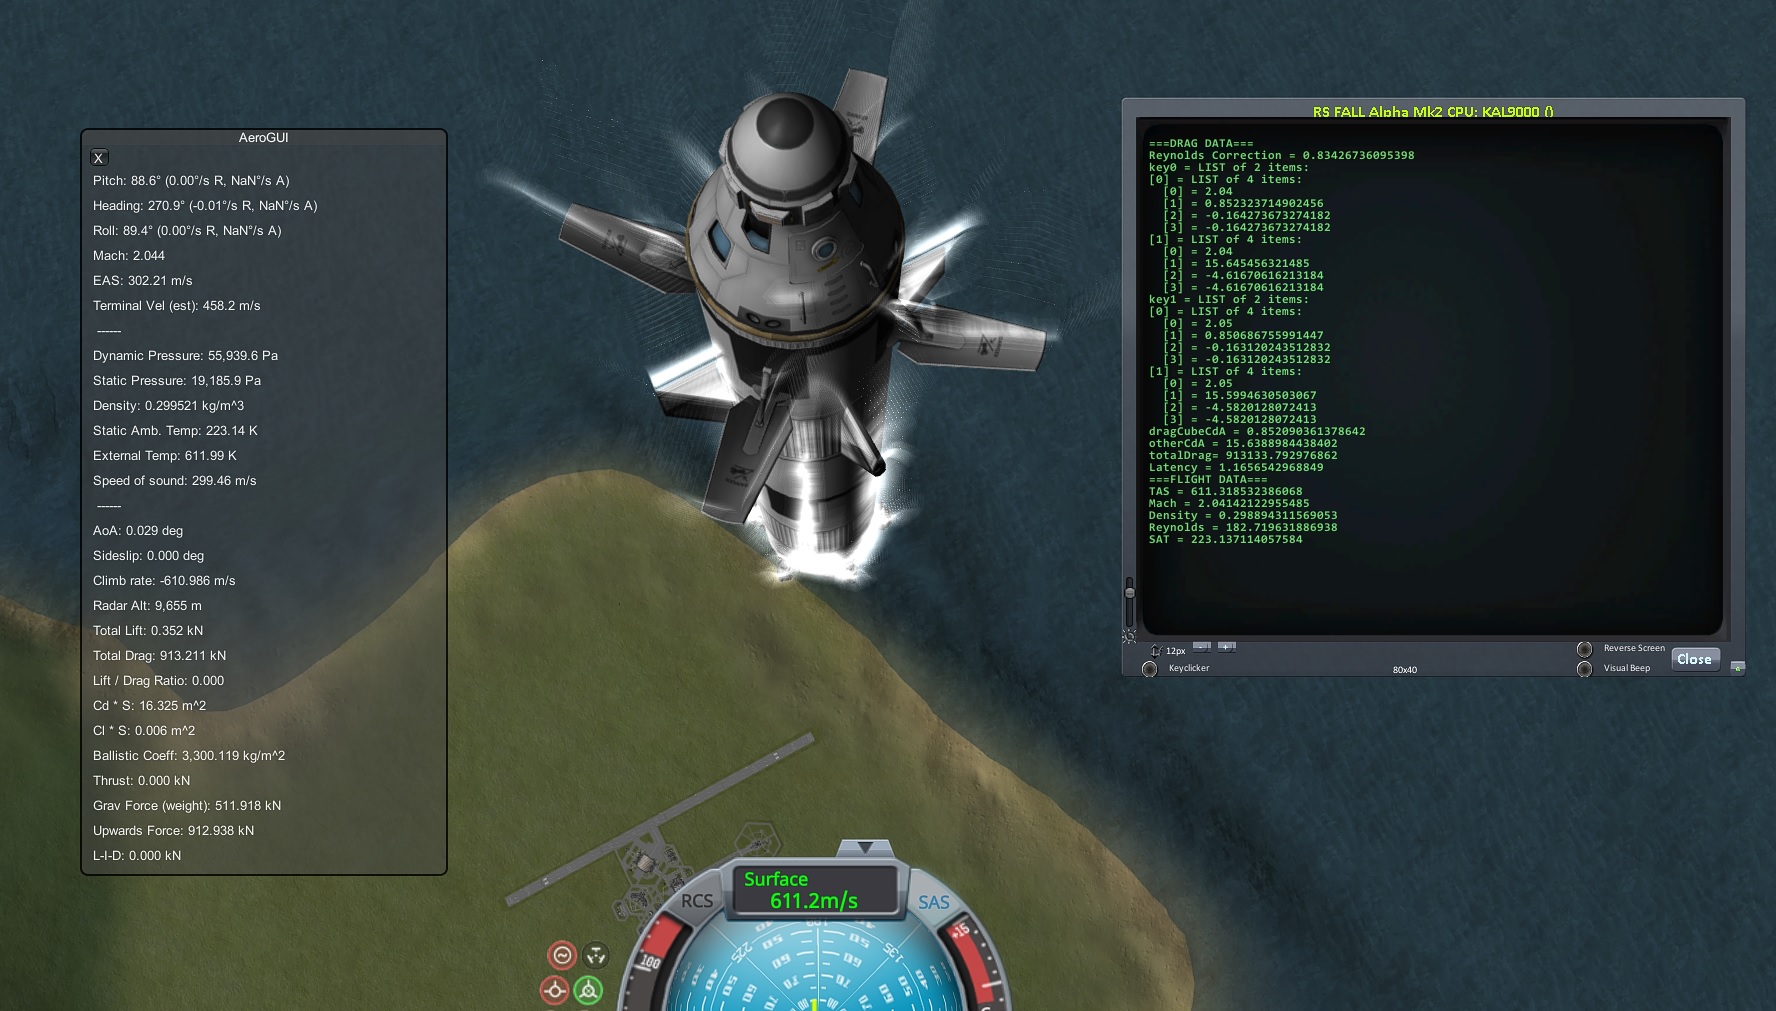 AeroGUI
X
Pitch: 88.6° (0.00°/s R, NaN°/s A)
Heading: 270.9° (-0.01°/s R, NaN°/s A)
Roll: 89.4° (0.00°/s R, NaN°/s A)
Mach: 2.044
EAS: 302.21 m/s
Terminal Vel (est): 458.2 m/s
------
Dynamic Pressure: 55,939.6 Pa
Static Pressure: 19,185.9 Pa
Density: 0.299521 kg/m^3
Static Amb. Temp: 223.14 K
External Temp: 611.99 K
Speed of sound: 299.46 m/s
------
AoA: 0.029 deg
Sideslip: 0.000 deg
Climb rate: -610.986 m/s
Radar Alt: 9,655 m
Total Lift: 0.352 kN
Total Drag: 913.211 kN
Lift / Drag Ratio: 0.000
Cd * S: 16.325 m^2
Cl * S: 0.006 m^2
Ballistic Coeff: 3,300.119 kg/m^2
Thrust: 0.000 kN
Grav Force (weight): 511.918 kN
Upwards Force: 912.938 kN
L-I-D: 0.000 kN
RS FALL Alpha Mk2 CPU: KAL9000 ()
===DRAG DATA===
Reynolds Correction = 0.83426736095398
key0 = LIST of 2 items:
[0] = LIST of 4 items:
[0] = 2.04
[1] = 0.852323714902456
[2] = -0.164273673274182
[3] = -0.164273673274182
[1] = LIST of 4 items:
[0] = 2.04
[1] = 15.645456321485
[2] = -4.61670616213184
[3] = -4.61670616213184
key1 = LIST of 2 items:
[0] = LIST of 4 items:
[0] = 2.05
[1] = 0.850686755991447
[2] = -0.163120243512832
[3] = -0.163120243512832
[1] = LIST of 4 items:
[0] = 2.05
[1] = 15.5994630503067
[2] = -4.5820128072413
[3] = -4.5820128072413
dragCubeCdA = 0.852090361378642
otherCdA = 15.6388984438402
totalDrag= 913133.792976862
Latency = 1.1656542968849
===FLIGHT DATA===
TAS = 611.318532386068
Mach = 2.04142122955485
Density = 0.298894311569053
Reynolds = 182.719631886938
SAT = 223.137114057584
12px
-
+
Keyclicker
80x40
Reverse Screen
Visual Beep
Close
Surface
611.2m/s
RCS
SAS
100
+15
225
135